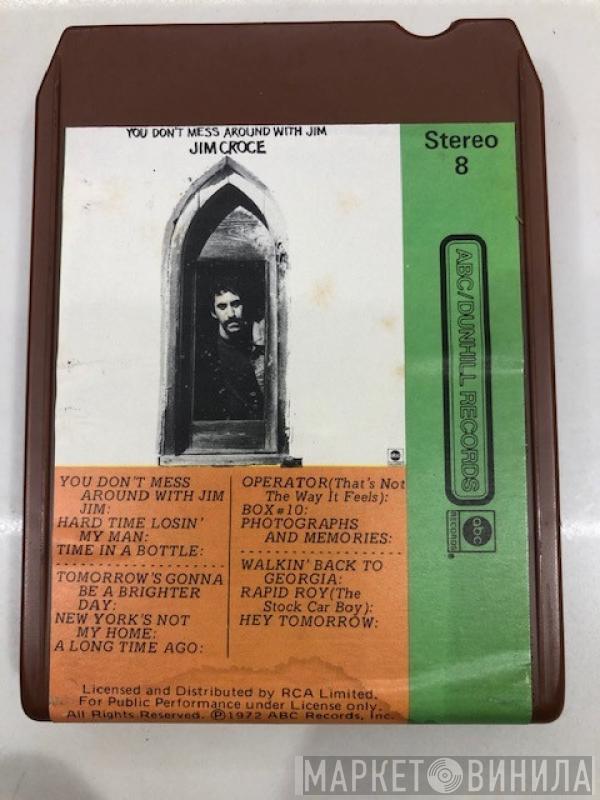 YOU DON'T MESS AROUND WITH JIM
JIM CROCE
Stereo
8
ABC/DUNHILL RECORDS
abc
RECORDS®
YOU DON'T MESS
AROUND WITH JIM
JIM:
HARD TIME LOSIN'
MY MAN:
TIME IN A BOTTLE:
TOMORROW'S GONNA
BE A BRIGHTER
DAY:
NEW YORK'S NOT
MY HOME:
A LONG TIME AGO:
OPERATOR(That's Not
The Way It Feels):
BOX #10:
PHOTOGRAPHS
AND MEMORIES:
WALKIN' BACK TO
GEORGIA:
RAPID ROY(The
Stock Car Boy):
HEY TOMORROW:
Licensed and Distributed by RCA Limited.
For Public Performance under License only.
All Rights Reserved. ℗1972 ABC Records, Inc.
МАРКЕТ ВИНИЛА